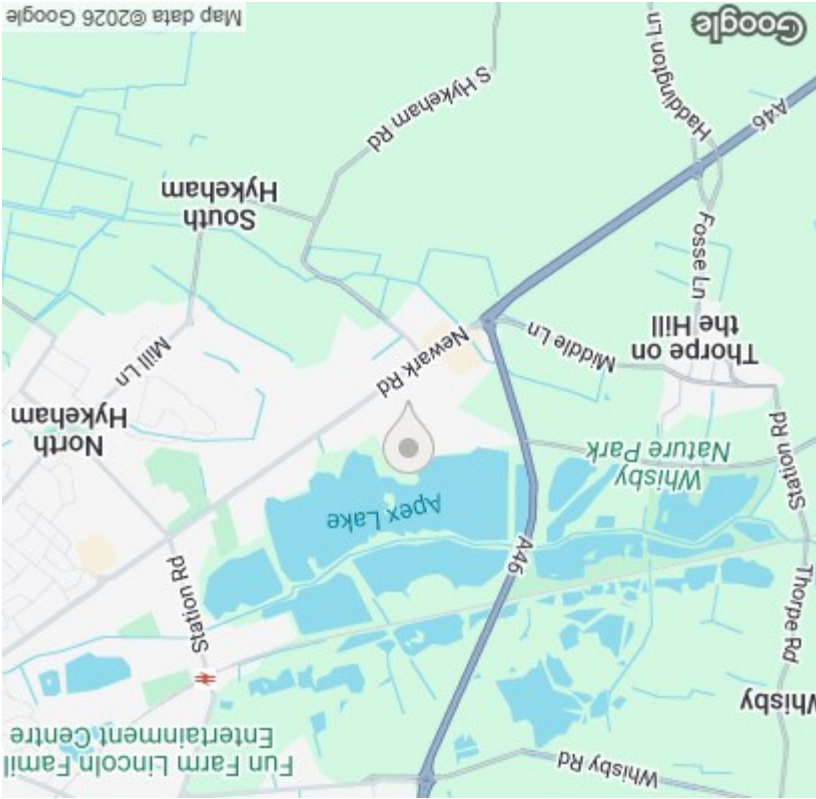 Fun Farm Lincoln Famil
Entertainment Centre
Whisby Rd
Whisby
Thorpe Rd
Station Rd
A46
Station Rd
Apex Lake
Whisby
Nature Park
North
Hykeham
Mill Ln
Newark Rd
Middle Ln
Thorpe on
the Hill
Fosse Ln
South
Hykeham
S Hykeham Rd
A46
Haddington Ln
Google
Map data ©2026 Google